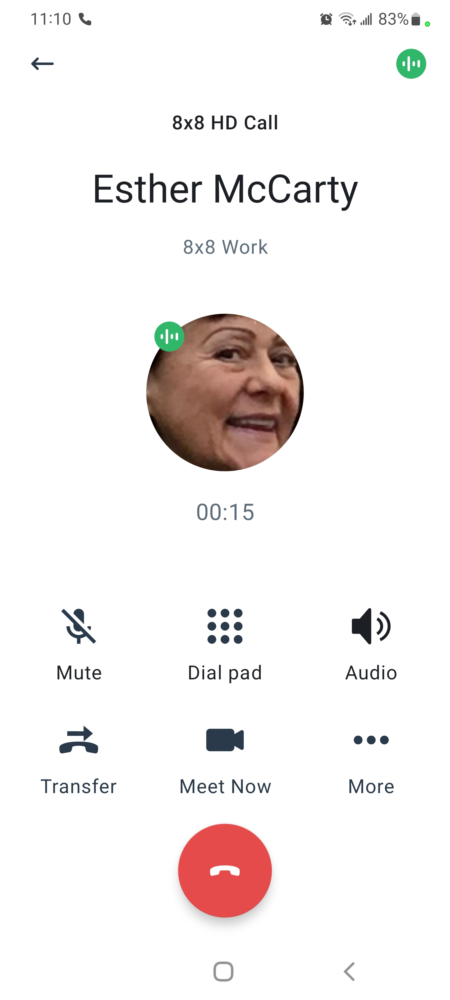 11:10 83%
8x8 HD Call
Esther McCarty
8x8 Work
00:15
Mute Dial pad Audio
Transfer Meet Now More